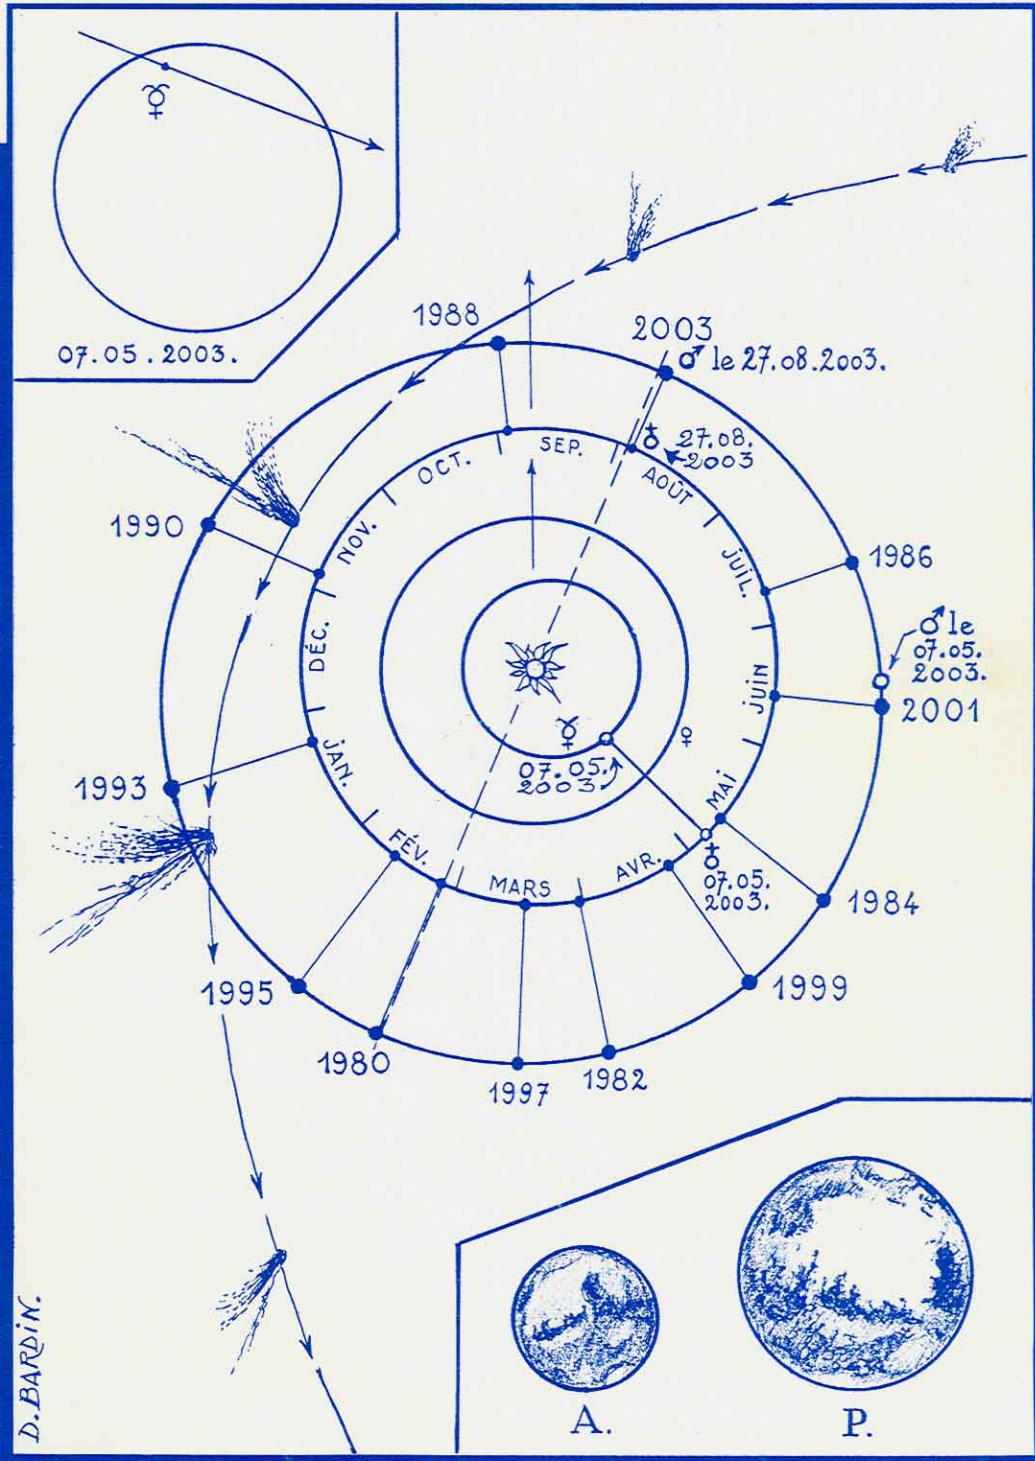 ☿
07.05.2003.
1988
2003
♂ le 27.08.2003.
♁ 27.08.
2003
SEP.
OCT.
AOÛT
1990
NOV.
JUIL.
1986
DÉC.
♂ le
07.05.
2003.
JUIN
2001
☿
07.05.
2003
♀
JAN.
1993
MAI
FÉV.
MARS
AVR.
♁
07.05.
2003.
1984
1995
1999
1980
1997
1982
A.
P.
D. BARDIN.